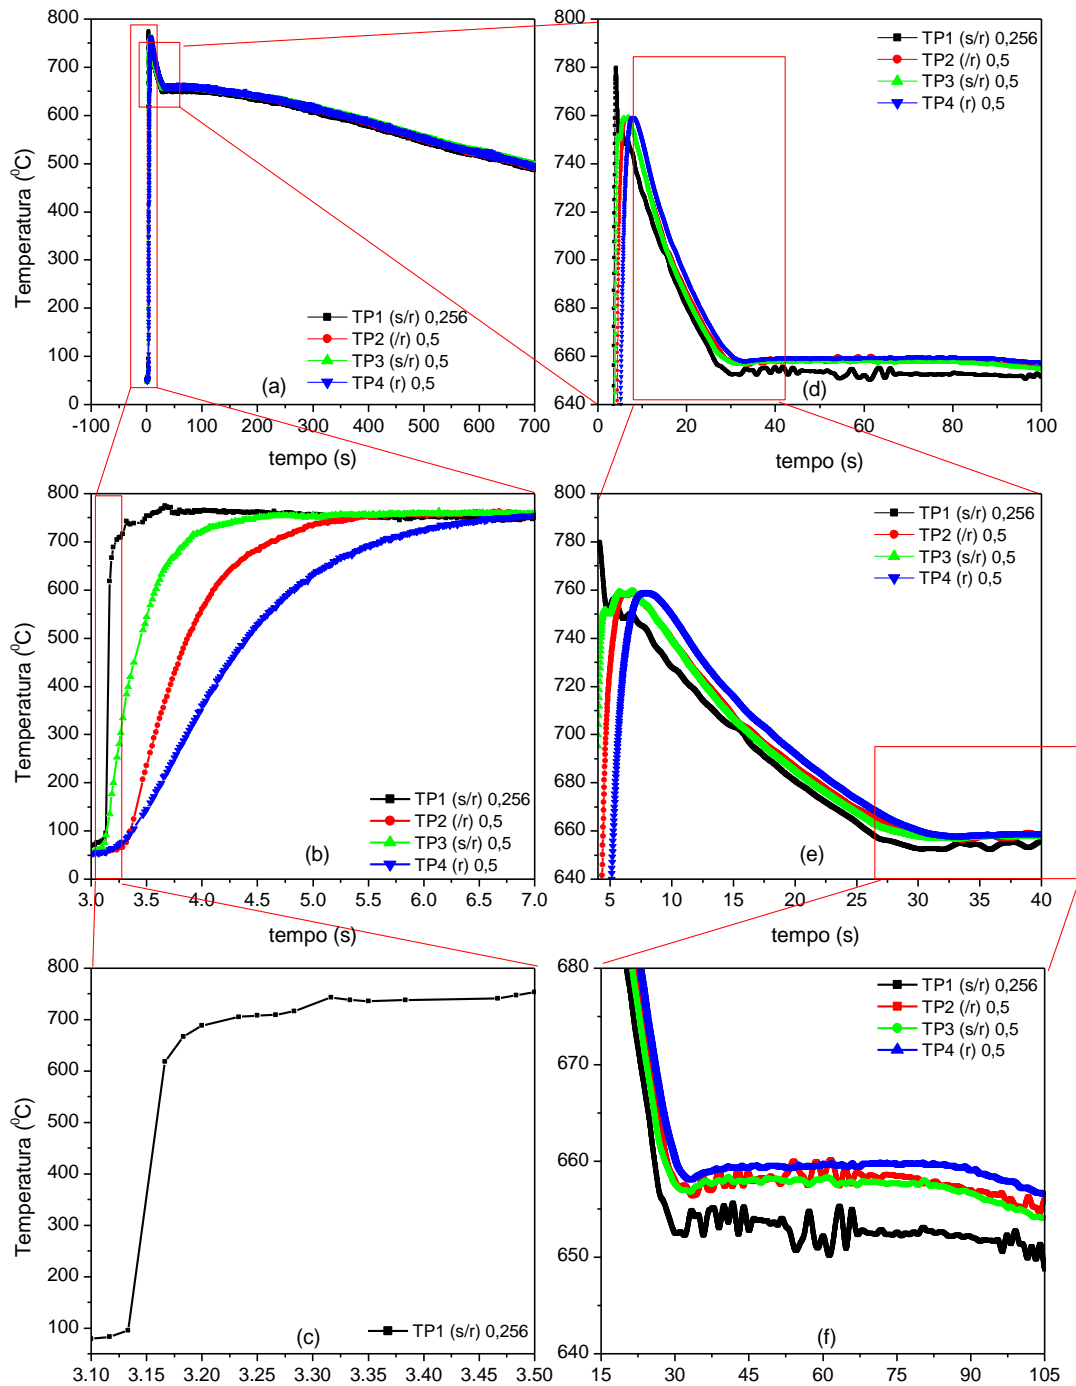 800
700
600
500
400
300
200
100
0
Temperatura (⁰C)
-100 0 100 200 300 400 500 600 700
tempo (s)
TP1 (s/r) 0,256
TP2 (/r) 0,5
TP3 (s/r) 0,5
TP4 (r) 0,5
(a)
800
780
760
740
720
700
680
660
640
Temperatura (⁰C)
0 20 40 60 80 100
tempo (s)
TP1 (s/r) 0,256
TP2 (/r) 0,5
TP3 (s/r) 0,5
TP4 (r) 0,5
(d)
800
700
600
500
400
300
200
100
0
Temperatura (⁰C)
3.0 3.5 4.0 4.5 5.0 5.5 6.0 6.5 7.0
tempo (s)
TP1 (s/r) 0,256
TP2 (/r) 0,5
TP3 (s/r) 0,5
TP4 (r) 0,5
(b)
800
780
760
740
720
700
680
660
640
5 10 15 20 25 30 35 40
tempo (s)
TP1 (s/r) 0,256
TP2 (/r) 0,5
TP3 (s/r) 0,5
TP4 (r) 0,5
(e)
800
700
600
500
400
300
200
100
Temperatura (⁰C)
3.10 3.15 3.20 3.25 3.30 3.35 3.40 3.45 3.50
(c)
TP1 (s/r) 0,256
680
670
660
650
640
15 30 45 60 75 90 105
TP1 (s/r) 0,256
TP2 (/r) 0,5
TP3 (s/r) 0,5
TP4 (r) 0,5
(f)